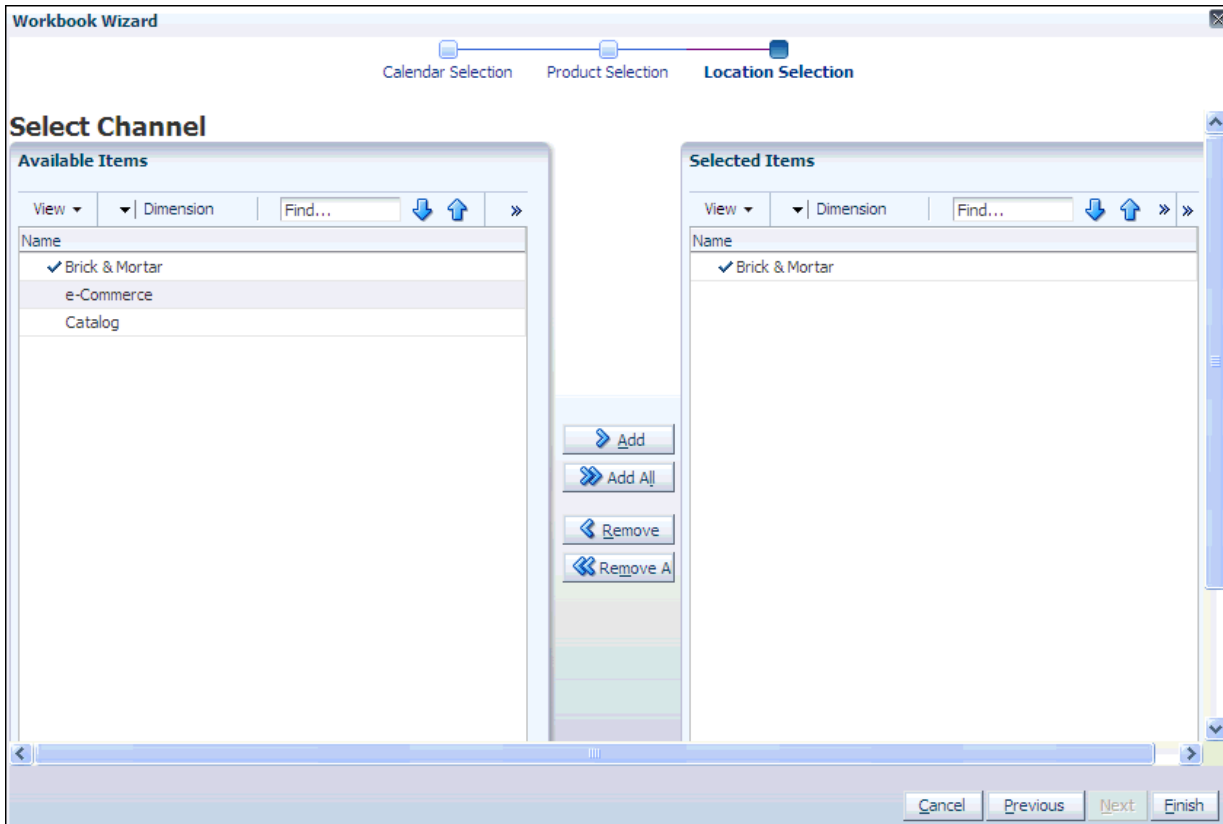 Workbook Wizard
Calendar Selection Product Selection Location Selection
Select Channel
Available Items
View Dimension Find...
Name
Brick & Mortar
e-Commerce
Catalog
Add
Add All
Remove
Remove A
Selected Items
View Dimension Find...
Name
Brick & Mortar
Cancel Previous Next Finish